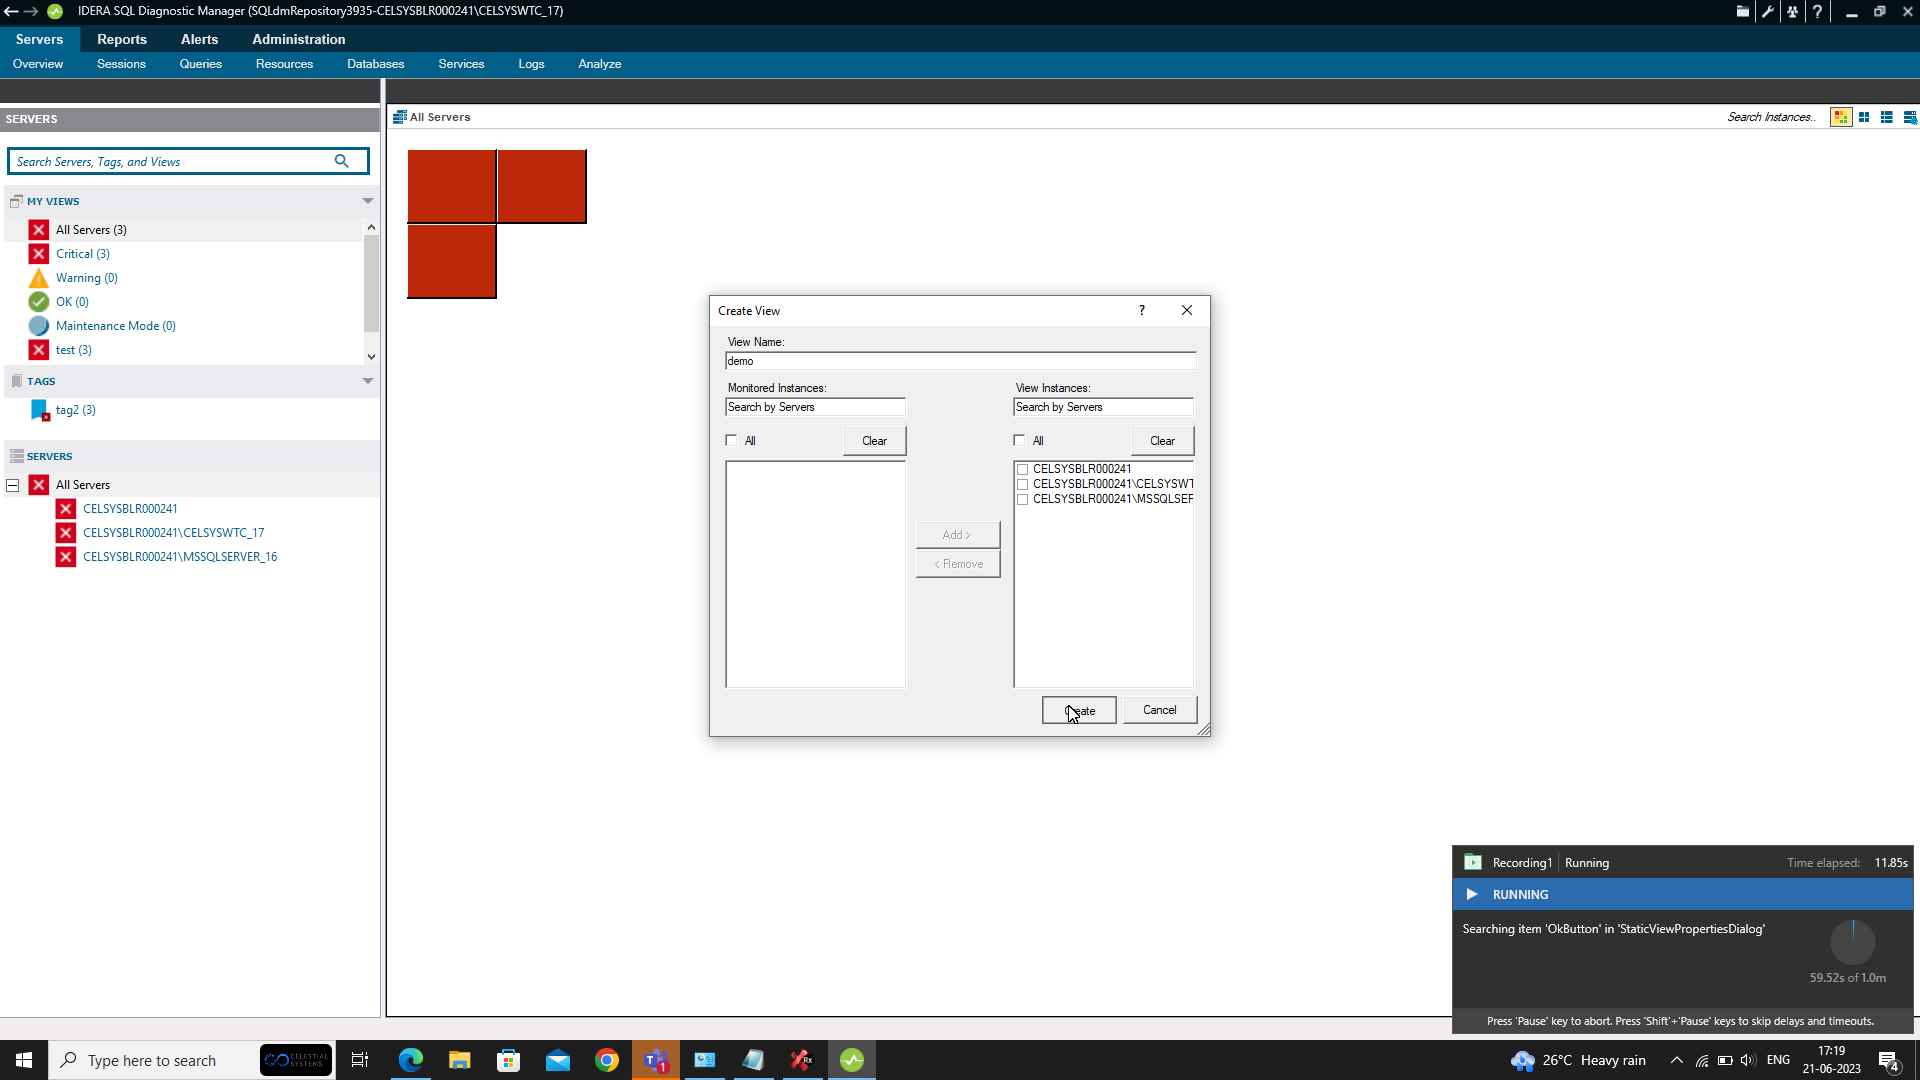 IDERA SQL Diagnostic Manager (SQLdmRepository3935-CELSYSBLR000241\CELSYSWTC_17)
Servers Reports Alerts Administration
Overview Sessions Queries Resources Databases Services Logs Analyze
SERVERS
Search Servers, Tags, and Views
MY VIEWS
All Servers (3)
Critical (3)
Warning (0)
OK (0)
Maintenance Mode (0)
test (3)
TAGS
tag2 (3)
SERVERS
All Servers
CELSYSBLR000241
CELSYSBLR000241\CELSYSWTC_17
CELSYSBLR000241\MSSQLSERVER_16
All Servers
Search Instances..
Create View
?
View Name:
demo
Monitored Instances:
Search by Servers
All
Clear
Add >
< Remove
View Instances:
Search by Servers
All
Clear
CELSYSBLR000241
CELSYSBLR000241\CELSYSWT
CELSYSBLR000241\MSSQLSER
Cancel
Recording1 Running Time elapsed: 11.85s
RUNNING
Searching item 'OkButton' in 'StaticViewPropertiesDialog'
59.52s of 1.0m
Press 'Pause' key to abort. Press 'Shift'+'Pause' keys to skip delays and timeouts.
Type here to search
CELESTIAL
SYSTEMS
26°C Heavy rain
ENG
17:19
21-06-2023
4